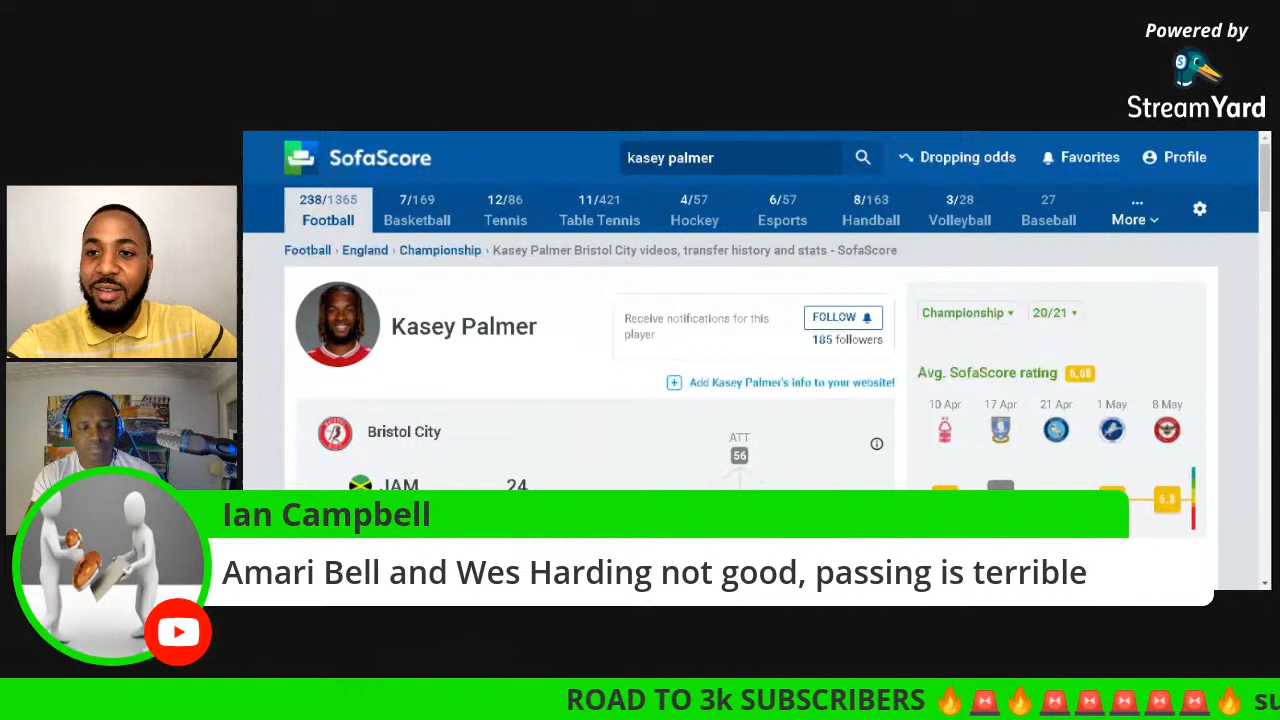 Powered by
StreamYard
SofaScore
kasey palmer
Dropping odds
Favorites
Profile
238/1365
Football
7/169
Basketball
12/86
Tennis
11/421
Table Tennis
4/57
Hockey
6/57
Esports
8/163
Handball
3/28
Volleyball
27
Baseball
...
More
Football › England › Championship › Kasey Palmer Bristol City videos, transfer history and stats - SofaScore
Kasey Palmer
Receive notifications for this
player
FOLLOW
185 followers
Add Kasey Palmer's info to your website!
Championship
20/21
Avg. SofaScore rating 6.58
10 Apr 17 Apr 21 Apr 1 May 8 May
Bristol City
ATT
56
JAM
24
6.8
Ian Campbell
Amari Bell and Wes Harding not good, passing is terrible
ROAD TO 3k SUBSCRIBERS 🔥🚨🔥🚨🚨🚨🚨🚨🔥 su